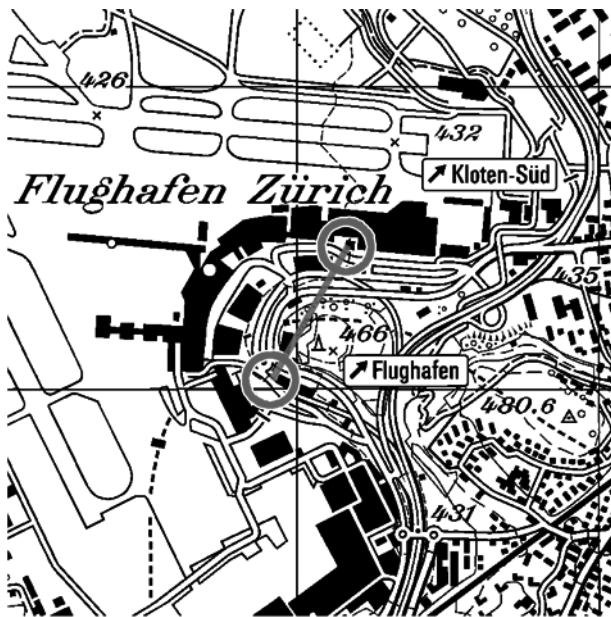 426
432
↗ Kloten-Süd
Flughafen Zürich
435
466
↗ Flughafen
480.6
431